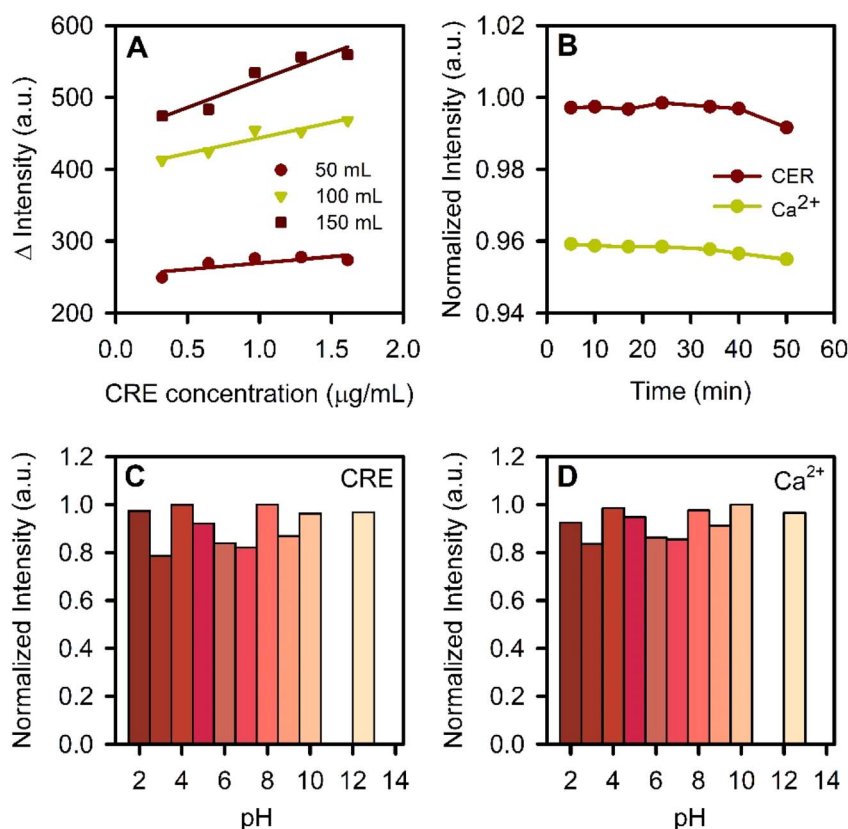 A
Δ Intensity (a.u.)
600
500
400
300
200
0.0 0.5 1.0 1.5 2.0
CRE concentration (μg/mL)
50 mL
100 mL
150 mL
B
Normalized Intensity (a.u.)
1.02
1.00
0.98
0.96
0.94
0 10 20 30 40 50 60
Time (min)
CER
Ca²⁺
C
CRE
Normalized Intensity (a.u.)
1.2
1.0
0.8
0.6
0.4
0.2
0.0
2 4 6 8 10 12 14
pH
D
Ca²⁺
Normalized Intensity (a.u.)
1.2
1.0
0.8
0.6
0.4
0.2
0.0
2 4 6 8 10 12 14
pH